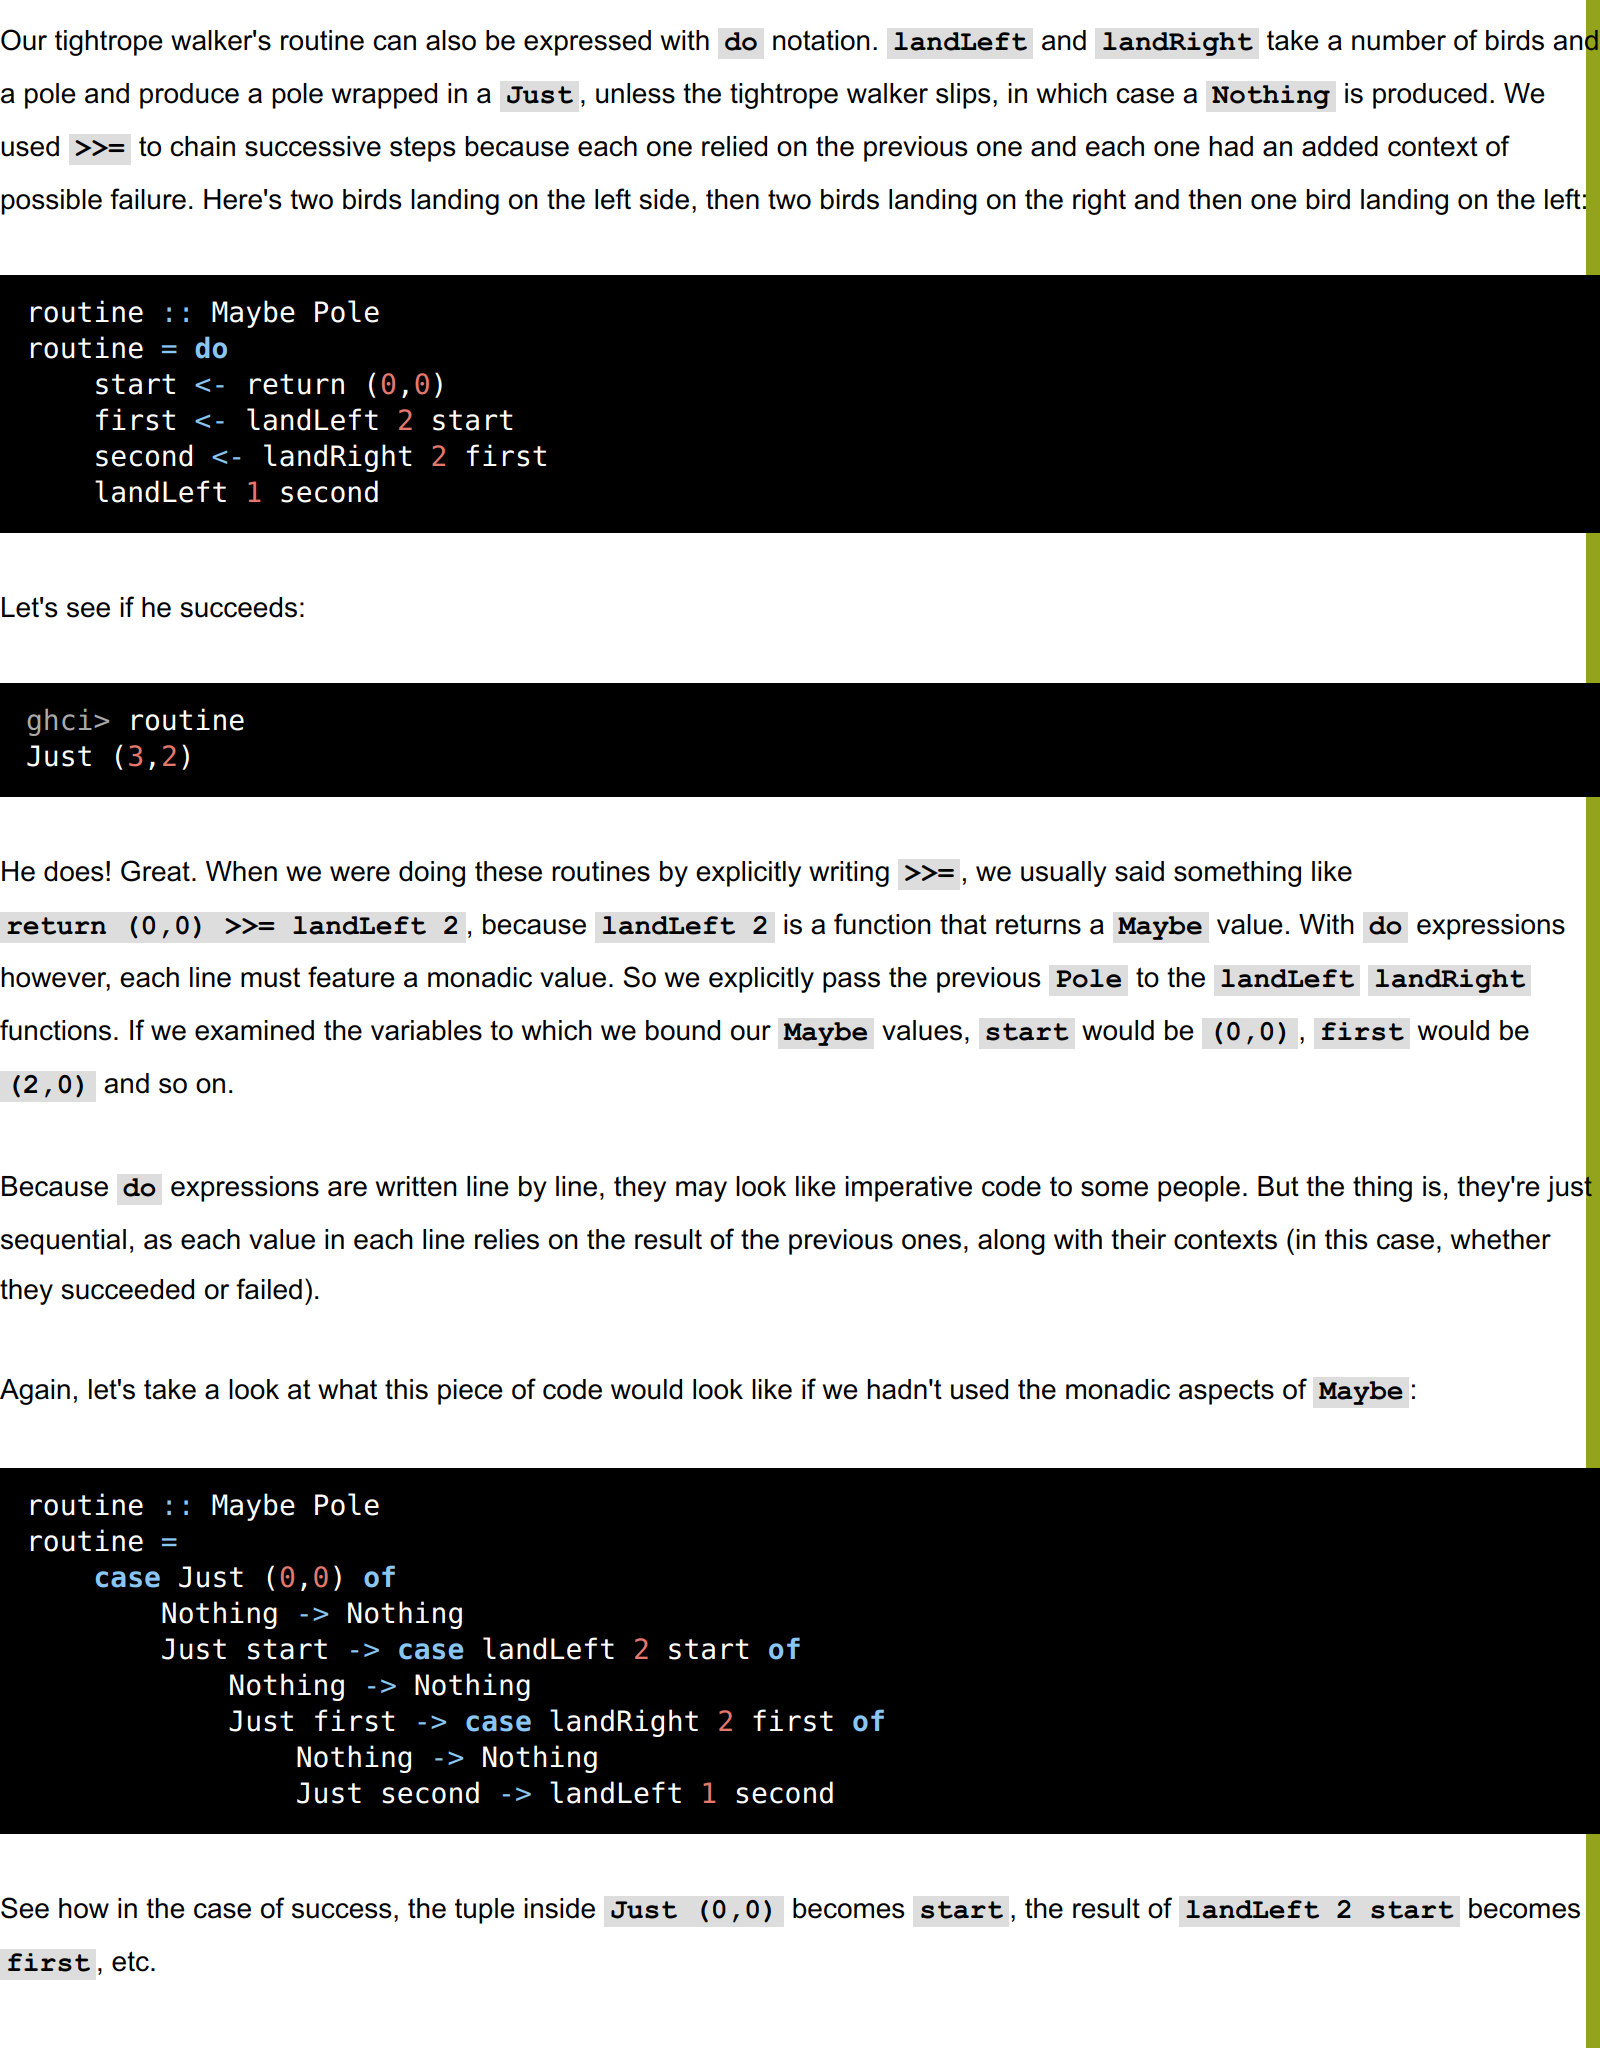 Our tightrope walker's routine can also be expressed with do notation. landLeft and landRight take a number of birds and
a pole and produce a pole wrapped in a Just, unless the tightrope walker slips, in which case a Nothing is produced. We
used >>= to chain successive steps because each one relied on the previous one and each one had an added context of
possible failure. Here's two birds landing on the left side, then two birds landing on the right and then one bird landing on the left:
routine :: Maybe Pole
routine = do
    start <- return (0,0)
    first <- landLeft 2 start
    second <- landRight 2 first
    landLeft 1 second
Let's see if he succeeds:
ghci> routine
Just (3,2)
He does! Great. When we were doing these routines by explicitly writing >>=, we usually said something like
return (0,0) >>= landLeft 2, because landLeft 2 is a function that returns a Maybe value. With do expressions
however, each line must feature a monadic value. So we explicitly pass the previous Pole to the landLeft landRight
functions. If we examined the variables to which we bound our Maybe values, start would be (0,0), first would be
(2,0) and so on.
Because do expressions are written line by line, they may look like imperative code to some people. But the thing is, they're just
sequential, as each value in each line relies on the result of the previous ones, along with their contexts (in this case, whether
they succeeded or failed).
Again, let's take a look at what this piece of code would look like if we hadn't used the monadic aspects of Maybe:
routine :: Maybe Pole
routine =
    case Just (0,0) of
        Nothing -> Nothing
        Just start -> case landLeft 2 start of
            Nothing -> Nothing
            Just first -> case landRight 2 first of
                Nothing -> Nothing
                Just second -> landLeft 1 second
See how in the case of success, the tuple inside Just (0,0) becomes start, the result of landLeft 2 start becomes
first, etc.